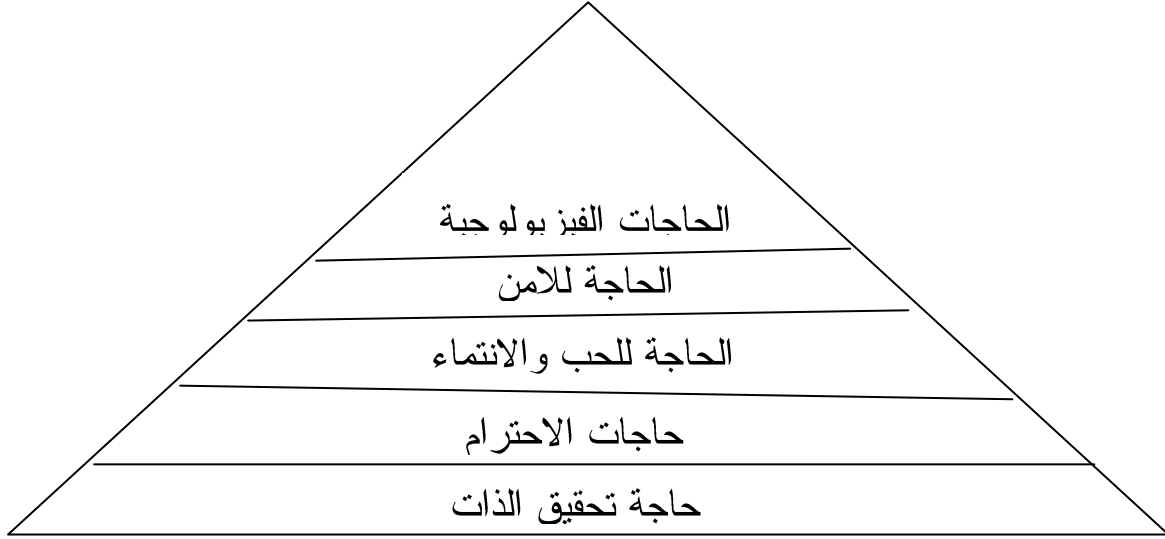 الحاجات الفيزيولوجية
الحاجة للامن
الحاجة للحب والانتماء
حاجات الاحترام
حاجة تحقيق الذات